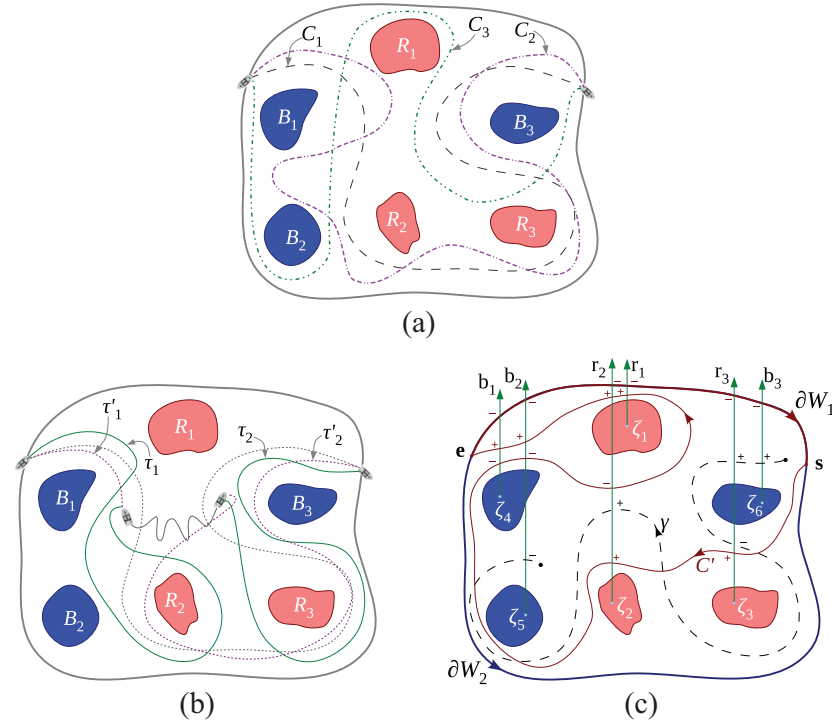 C₁ C₃ C₂
R₁
B₁ B₃
R₂ R₃
B₂
(a)
τ'₁ R₁ τ₂ τ'₂
τ₁
B₁ B₃
R₂ R₃
B₂
(b)
b₁ b₂ r₂ r₁ r₃ b₃
− − − − − −
+ + ∂W₁
e + + ζ₁ s
− − − + +
ζ₄ + γ ζ₆
− + C' + −
ζ₅ ζ₂ ζ₃
∂W₂
(c)